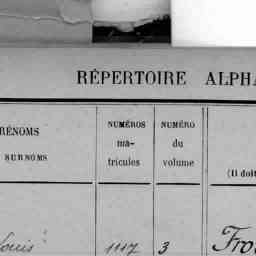 RÉPERTOIRE ALPHA
RÉNOMS
SURNOMS
NUMÉROS
ma-
tricules
NUMÉRO
du
volume
(Il doit
Louis 1117 3 Fro